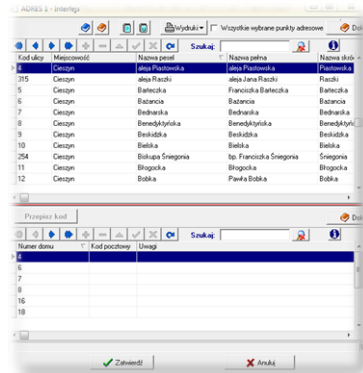 ADRES 1 - Interfejs
Wydruki Wszystkie wybrane punkty adresowe
Szukaj:
Kod ulicy Miejscowość Nazwa pesel Nazwa pełna Nazwa skró
4 Cieszyn aleja Piastowska aleja Piastowska Piastowska
315 Cieszyn aleja Raszki aleja Jana Raszki Raszki
5 Cieszyn Barteczka Franciszka Barteczka Barteczka
6 Cieszyn Bażancia Bażancia Bażancia
7 Cieszyn Bednarska Bednarska Bednarska
8 Cieszyn Benedyktyńska Benedyktyńska
9 Cieszyn Beskidzka Beskidzka Beskidzka
10 Cieszyn Bielska Bielska Bielska
254 Cieszyn Biskupa Śniegonia bp. Franciszka Śniegonia Śniegonia
11 Cieszyn Błogocka Błogocka Błogocka
12 Cieszyn Bobka Pawła Bobka Bobka
Przepisz kod
Szukaj:
Numer domu Kod pocztowy Uwagi
4
6
7
8
16
18
Zatwierdź Anuluj